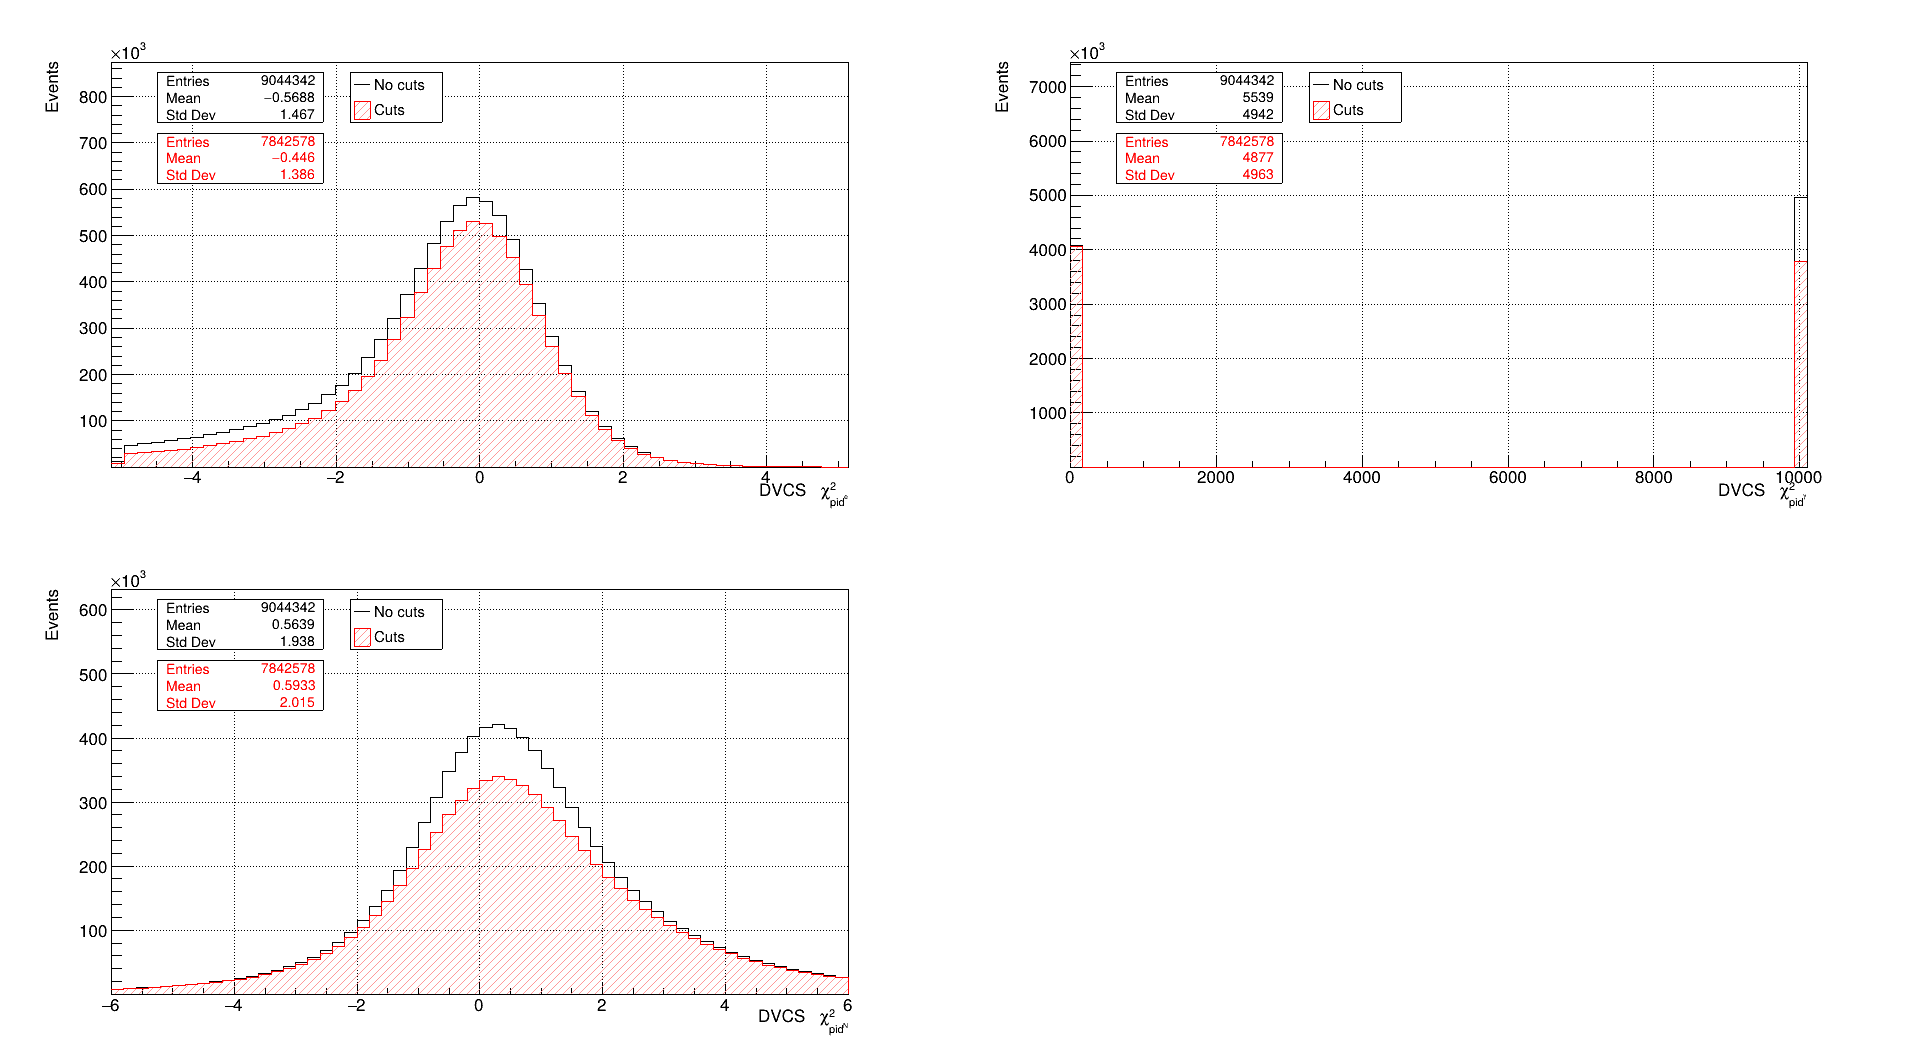 ×10³
Events
Entries 9044342
Mean −0.5688
Std Dev 1.467
Entries 7842578
Mean −0.446
Std Dev 1.386
No cuts
Cuts
800
700
600
500
400
300
200
100
−4 −2 0 2 4
DVCS χ²pidᵉ
×10³
Events
Entries 9044342
Mean 5539
Std Dev 4942
Entries 7842578
Mean 4877
Std Dev 4963
No cuts
Cuts
7000
6000
5000
4000
3000
2000
1000
0 2000 4000 6000 8000 10000
DVCS χ²pidᵞ
×10³
Events
Entries 9044342
Mean 0.5639
Std Dev 1.938
Entries 7842578
Mean 0.5933
Std Dev 2.015
No cuts
Cuts
600
500
400
300
200
100
−6 −4 −2 0 2 4 6
DVCS χ²pidᴺ